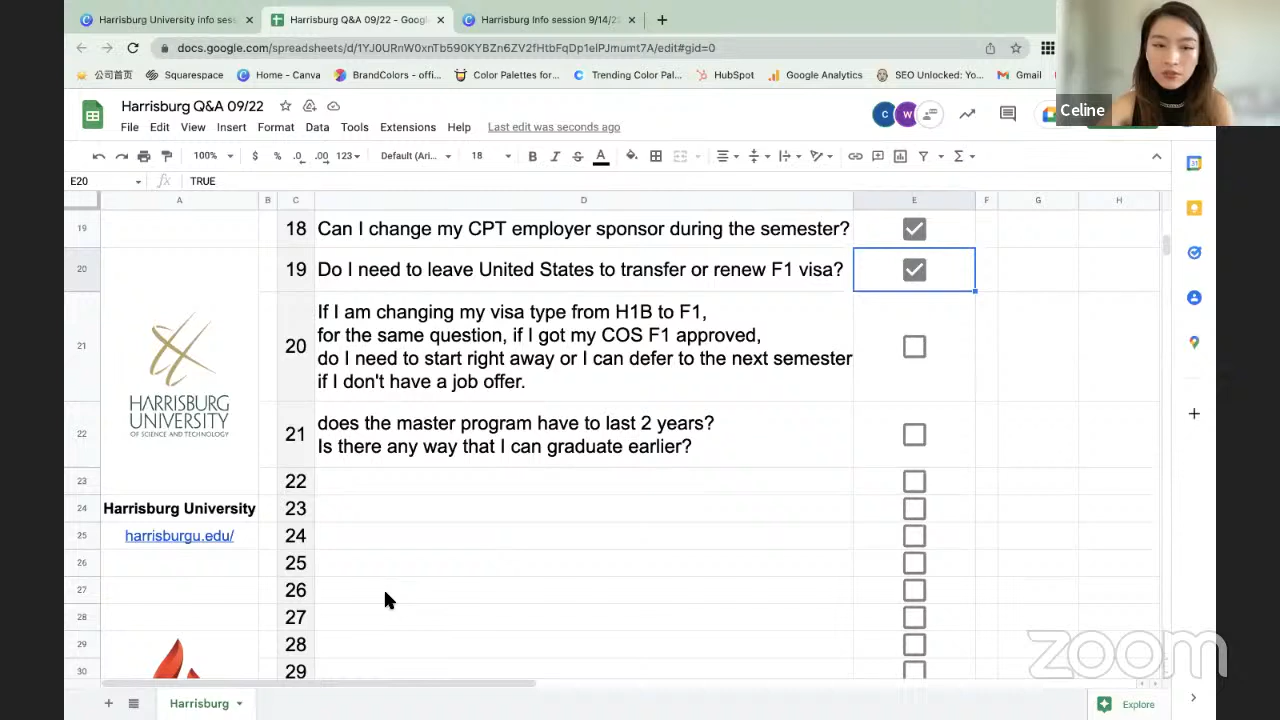 Harrisburg University info ses
Harrisburg Q&A 09/22 - Goog
Harrisburg Info session 9/14/2
docs.google.com/spreadsheets/d/1YJ0URnW0xnTb590KYBZn6ZV2fHtbFqDp1elPJmumt7A/edit#gid=0
公司首页
Squarespace
Home - Canva
BrandColors - offi...
Color Palettes for...
Trending Color Pal...
HubSpot
Google Analytics
SEO Unlocked: Yo...
Gmail
Celine
Harrisburg Q&A 09/22
C W
File Edit View Insert Format Data Tools Extensions Help Last edit was seconds ago
100% $ % .0 .00 123 Default (Ari... 18 B I S A
E20 fx TRUE
A B C D E F G H
19 18 Can I change my CPT employer sponsor during the semester?
20 19 Do I need to leave United States to transfer or renew F1 visa?
If I am changing my visa type from H1B to F1,
for the same question, if I got my COS F1 approved,
21 20 do I need to start right away or I can defer to the next semester
if I don't have a job offer.
HARRISBURG
UNIVERSITY
OF SCIENCE AND TECHNOLOGY
does the master program have to last 2 years?
22 21 Is there any way that I can graduate earlier?
23 22
24 Harrisburg University 23
25 harrisburgu.edu/ 24
26 25
27 26
28 27
29 28
30 29
zoom
Harrisburg
Explore